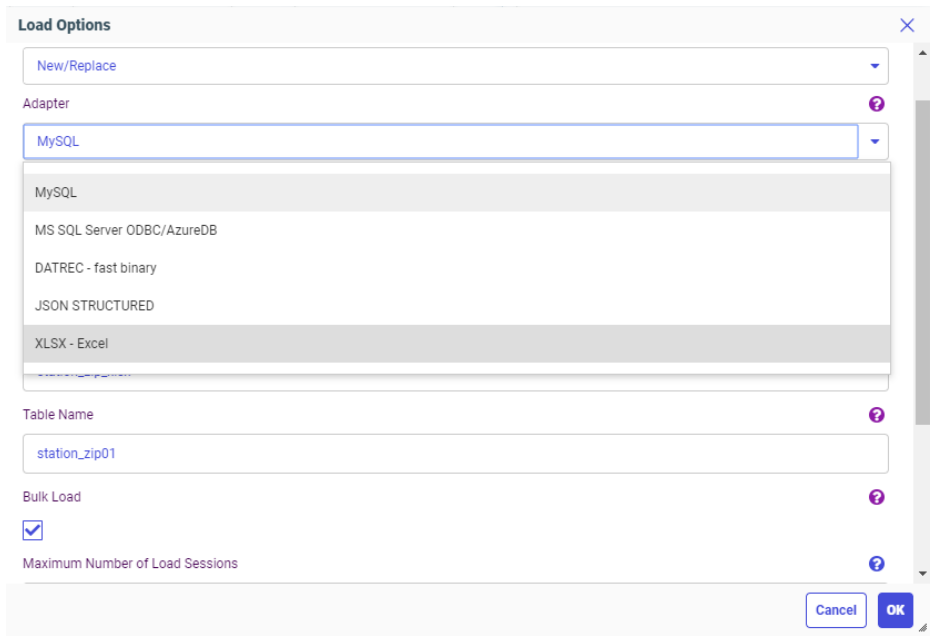 Load Options
New/Replace
Adapter
MySQL
MySQL
MS SQL Server ODBC/AzureDB
DATREC - fast binary
JSON STRUCTURED
XLSX - Excel
Table Name
station_zip01
Bulk Load
Maximum Number of Load Sessions
Cancel
OK